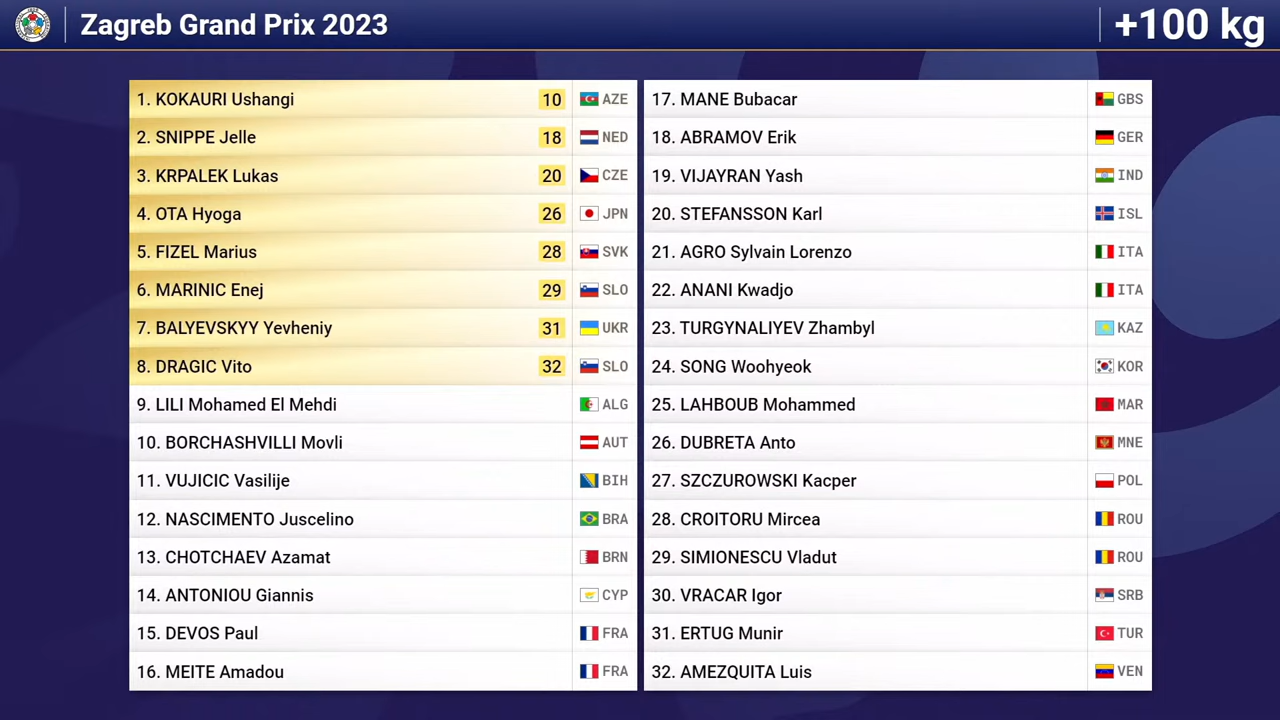 Zagreb Grand Prix 2023
+100 kg
1. KOKAURI Ushangi 10 AZE
2. SNIPPE Jelle 18 NED
3. KRPALEK Lukas 20 CZE
4. OTA Hyoga 26 JPN
5. FIZEL Marius 28 SVK
6. MARINIC Enej 29 SLO
7. BALYEVSKYY Yevheniy 31 UKR
8. DRAGIC Vito 32 SLO
9. LILI Mohamed El Mehdi ALG
10. BORCHASHVILLI Movli AUT
11. VUJICIC Vasilije BIH
12. NASCIMENTO Juscelino BRA
13. CHOTCHAEV Azamat BRN
14. ANTONIOU Giannis CYP
15. DEVOS Paul FRA
16. MEITE Amadou FRA
17. MANE Bubacar GBS
18. ABRAMOV Erik GER
19. VIJAYRAN Yash IND
20. STEFANSSON Karl ISL
21. AGRO Sylvain Lorenzo ITA
22. ANANI Kwadjo ITA
23. TURGYNALIYEV Zhambyl KAZ
24. SONG Woohyeok KOR
25. LAHBOUB Mohammed MAR
26. DUBRETA Anto MNE
27. SZCZUROWSKI Kacper POL
28. CROITORU Mircea ROU
29. SIMIONESCU Vladut ROU
30. VRACAR Igor SRB
31. ERTUG Munir TUR
32. AMEZQUITA Luis VEN